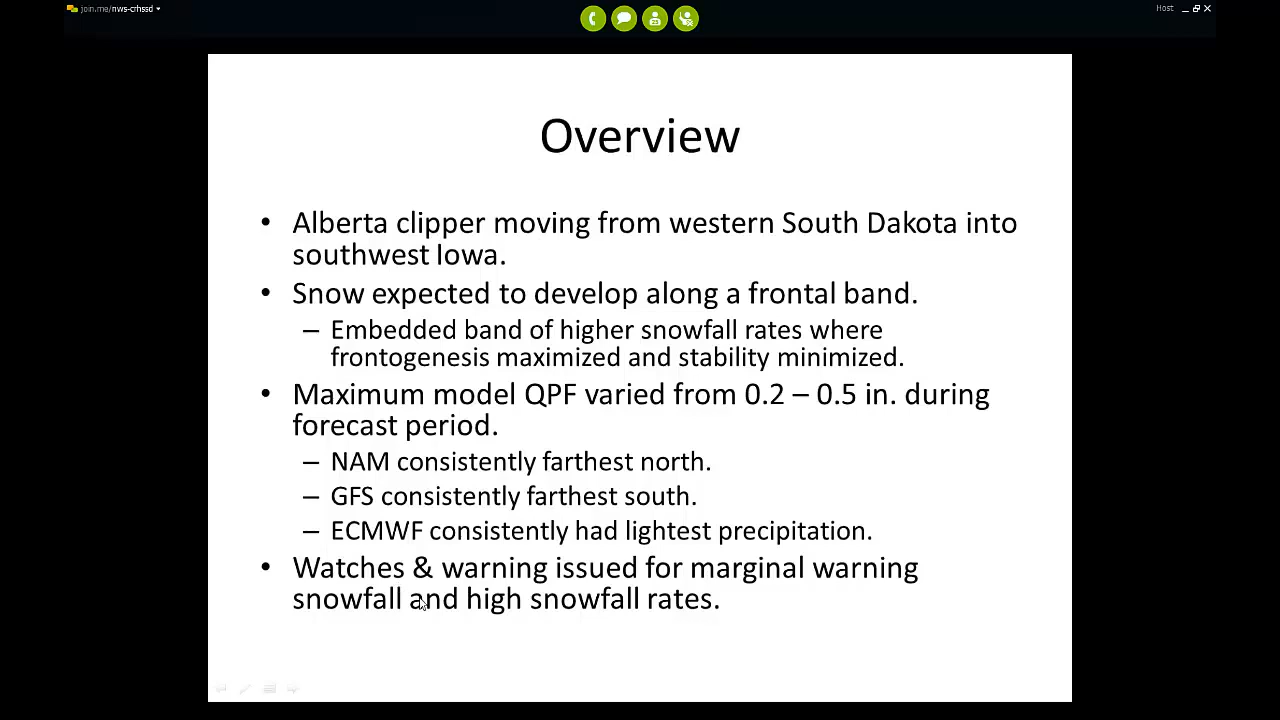 join.me/nws-crhssd
Host
Overview
• Alberta clipper moving from western South Dakota into
southwest Iowa.
• Snow expected to develop along a frontal band.
– Embedded band of higher snowfall rates where
frontogenesis maximized and stability minimized.
• Maximum model QPF varied from 0.2 – 0.5 in. during
forecast period.
– NAM consistently farthest north.
– GFS consistently farthest south.
– ECMWF consistently had lightest precipitation.
• Watches & warning issued for marginal warning
snowfall and high snowfall rates.